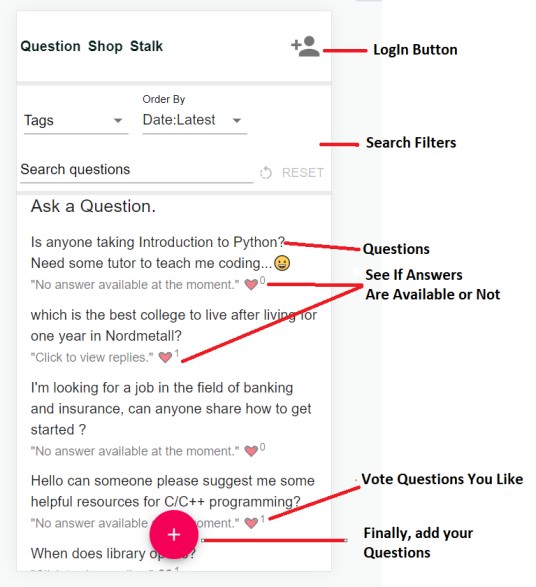 Question Shop Stalk
LogIn Button
Order By
Tags
Date:Latest
Search Filters
Search questions
RESET
Ask a Question.
Is anyone taking Introduction to Python?
Need some tutor to teach me coding...😀
"No answer available at the moment." 0
Questions
See If Answers
Are Available or Not
which is the best college to live after living for
one year in Nordmetall?
"Click to view replies." 1
I'm looking for a job in the field of banking
and insurance, can anyone share how to get
started ?
"No answer available at the moment." 0
Hello can someone please suggest me some
helpful resources for C/C++ programming?
"No answer available oment." 1
Vote Questions You Like
+
When does library op s?
Finally, add your
Questions